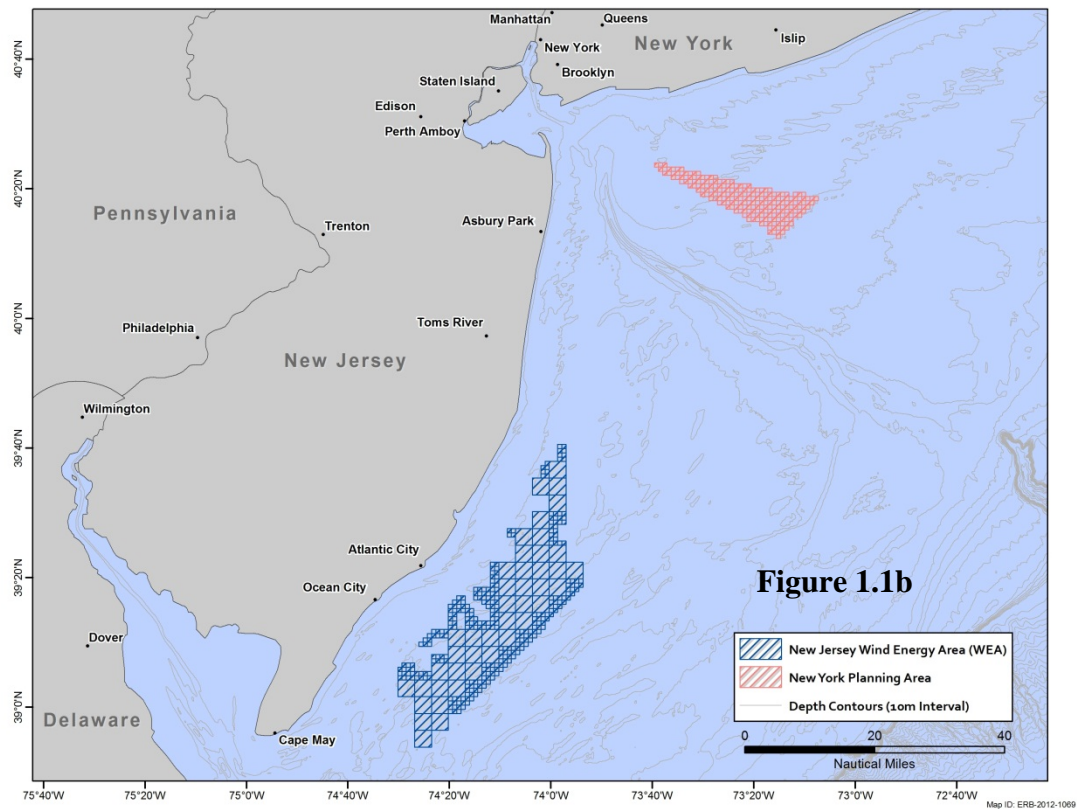 Manhattan
Queens
New York
New York
Islip
Brooklyn
Staten Island
Edison
Perth Amboy
Pennsylvania
Trenton
Asbury Park
Philadelphia
Toms River
New Jersey
Wilmington
Atlantic City
Ocean City
Dover
Delaware
Cape May
40°40'N
40°20'N
40°0'N
39°40'N
39°20'N
39°0'N
Figure 1.1b
New Jersey Wind Energy Area (WEA)
New York Planning Area
Depth Contours (10m Interval)
0 20 40
Nautical Miles
75°40'W 75°20'W 75°0'W 74°40'W 74°20'W 74°0'W 73°40'W 73°20'W 73°0'W 72°40'W
Map ID: ERB-2012-1069